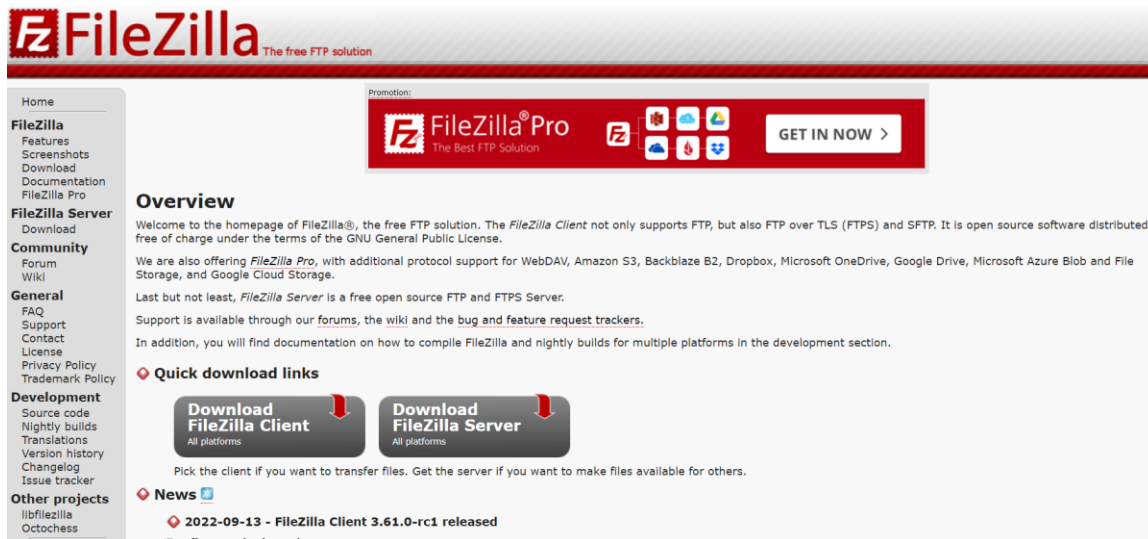 FileZilla The free FTP solution
Home
FileZilla
Features
Screenshots
Download
Documentation
FileZilla Pro
FileZilla Server
Download
Community
Forum
Wiki
General
FAQ
Support
Contact
License
Privacy Policy
Trademark Policy
Development
Source code
Nightly builds
Translations
Version history
Changelog
Issue tracker
Other projects
libfilezilla
Octochess
Promotion:
Fz FileZilla®Pro
The Best FTP Solution
Fz
GET IN NOW >
Overview
Welcome to the homepage of FileZilla®, the free FTP solution. The FileZilla Client not only supports FTP, but also FTP over TLS (FTPS) and SFTP. It is open source software distributed
free of charge under the terms of the GNU General Public License.
We are also offering FileZilla Pro, with additional protocol support for WebDAV, Amazon S3, Backblaze B2, Dropbox, Microsoft OneDrive, Google Drive, Microsoft Azure Blob and File
Storage, and Google Cloud Storage.
Last but not least, FileZilla Server is a free open source FTP and FTPS Server.
Support is available through our forums, the wiki and the bug and feature request trackers.
In addition, you will find documentation on how to compile FileZilla and nightly builds for multiple platforms in the development section.
Quick download links
Download
FileZilla Client
All platforms
Download
FileZilla Server
All platforms
Pick the client if you want to transfer files. Get the server if you want to make files available for others.
News
2022-09-13 - FileZilla Client 3.61.0-rc1 released